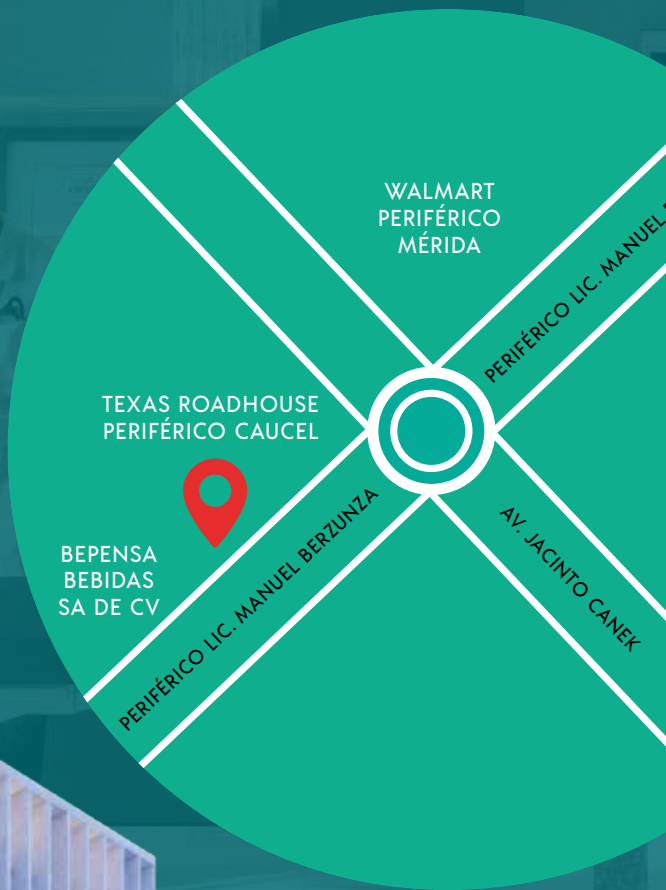 WALMART
PERIFÉRICO
MÉRIDA
PERIFÉRICO LIC. MANUEL
TEXAS ROADHOUSE
PERIFÉRICO CAUCEL
BEPENSA
BEBIDAS
SA DE CV
PERIFÉRICO LIC. MANUEL BERZUNZA
AV. JACINTO CANEK